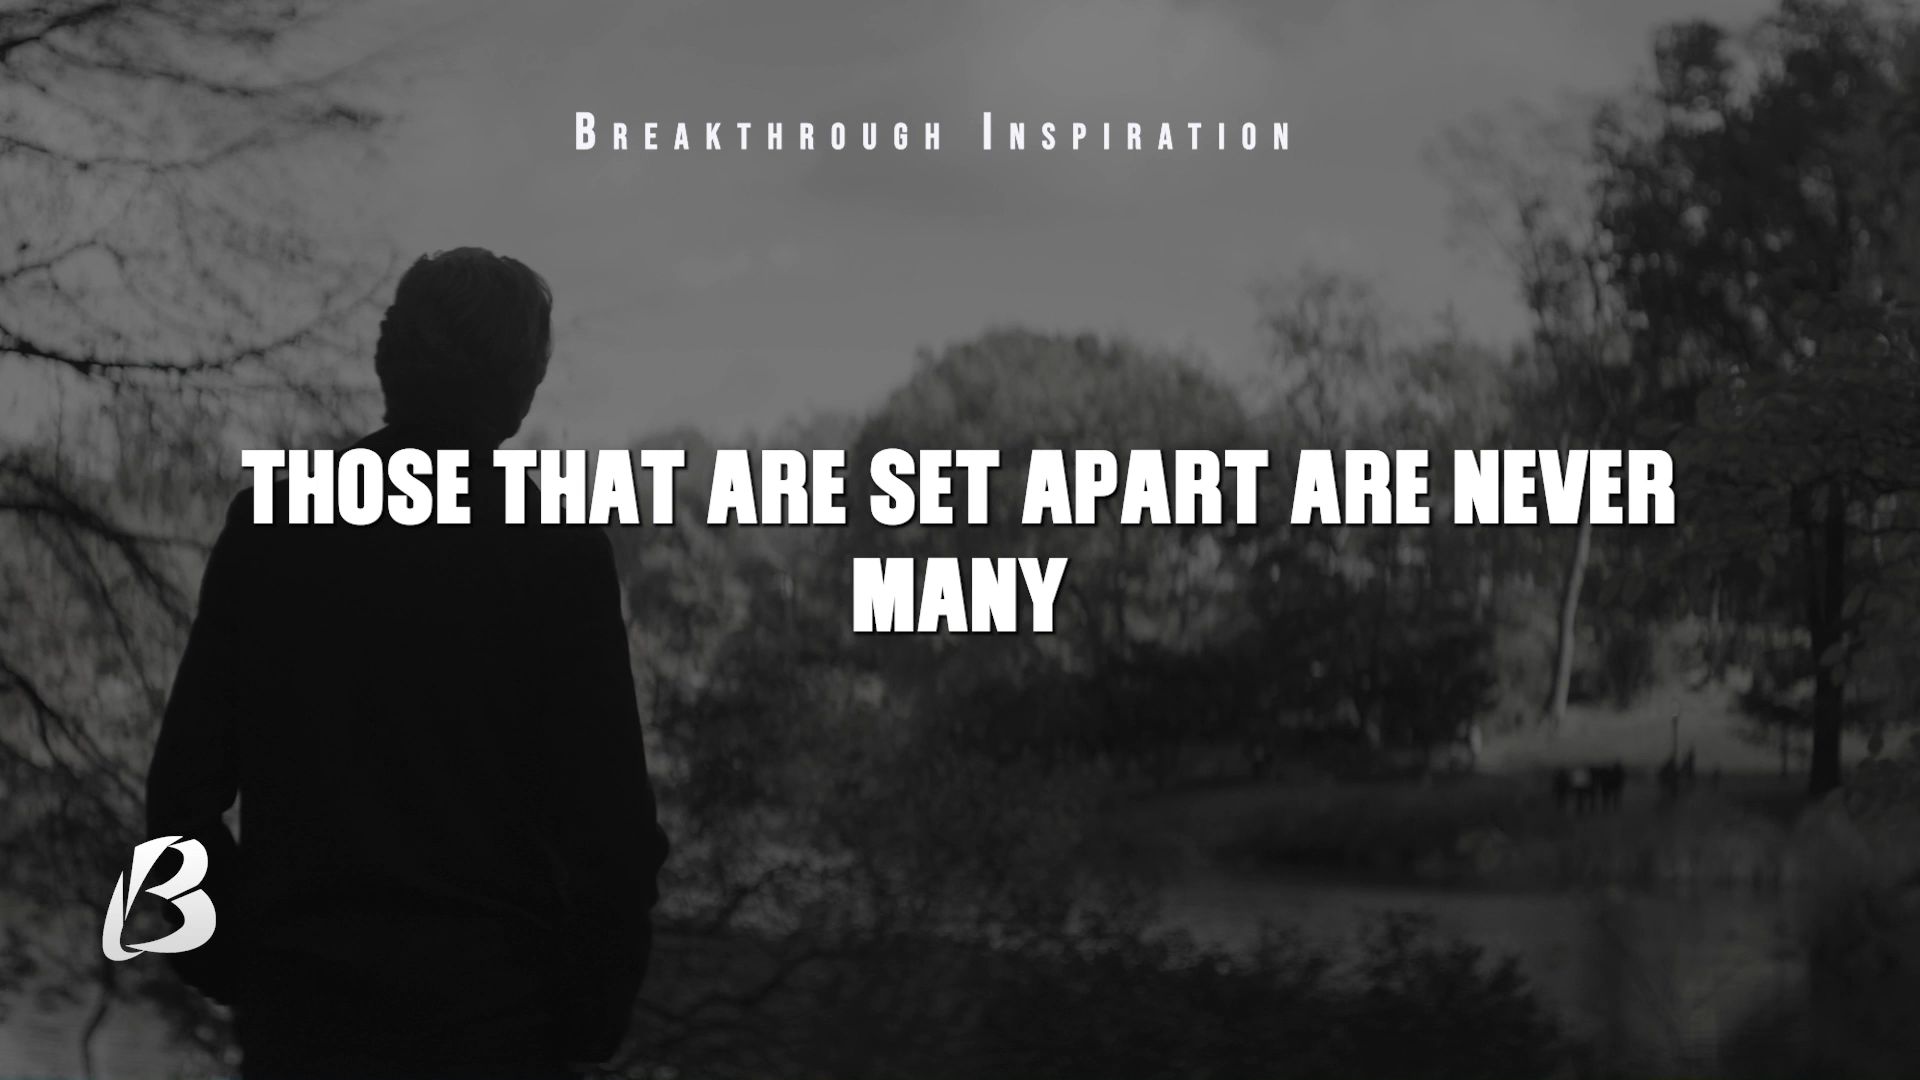 Breakthrough Inspiration
THOSE THAT ARE SET APART ARE NEVER
MANY
B